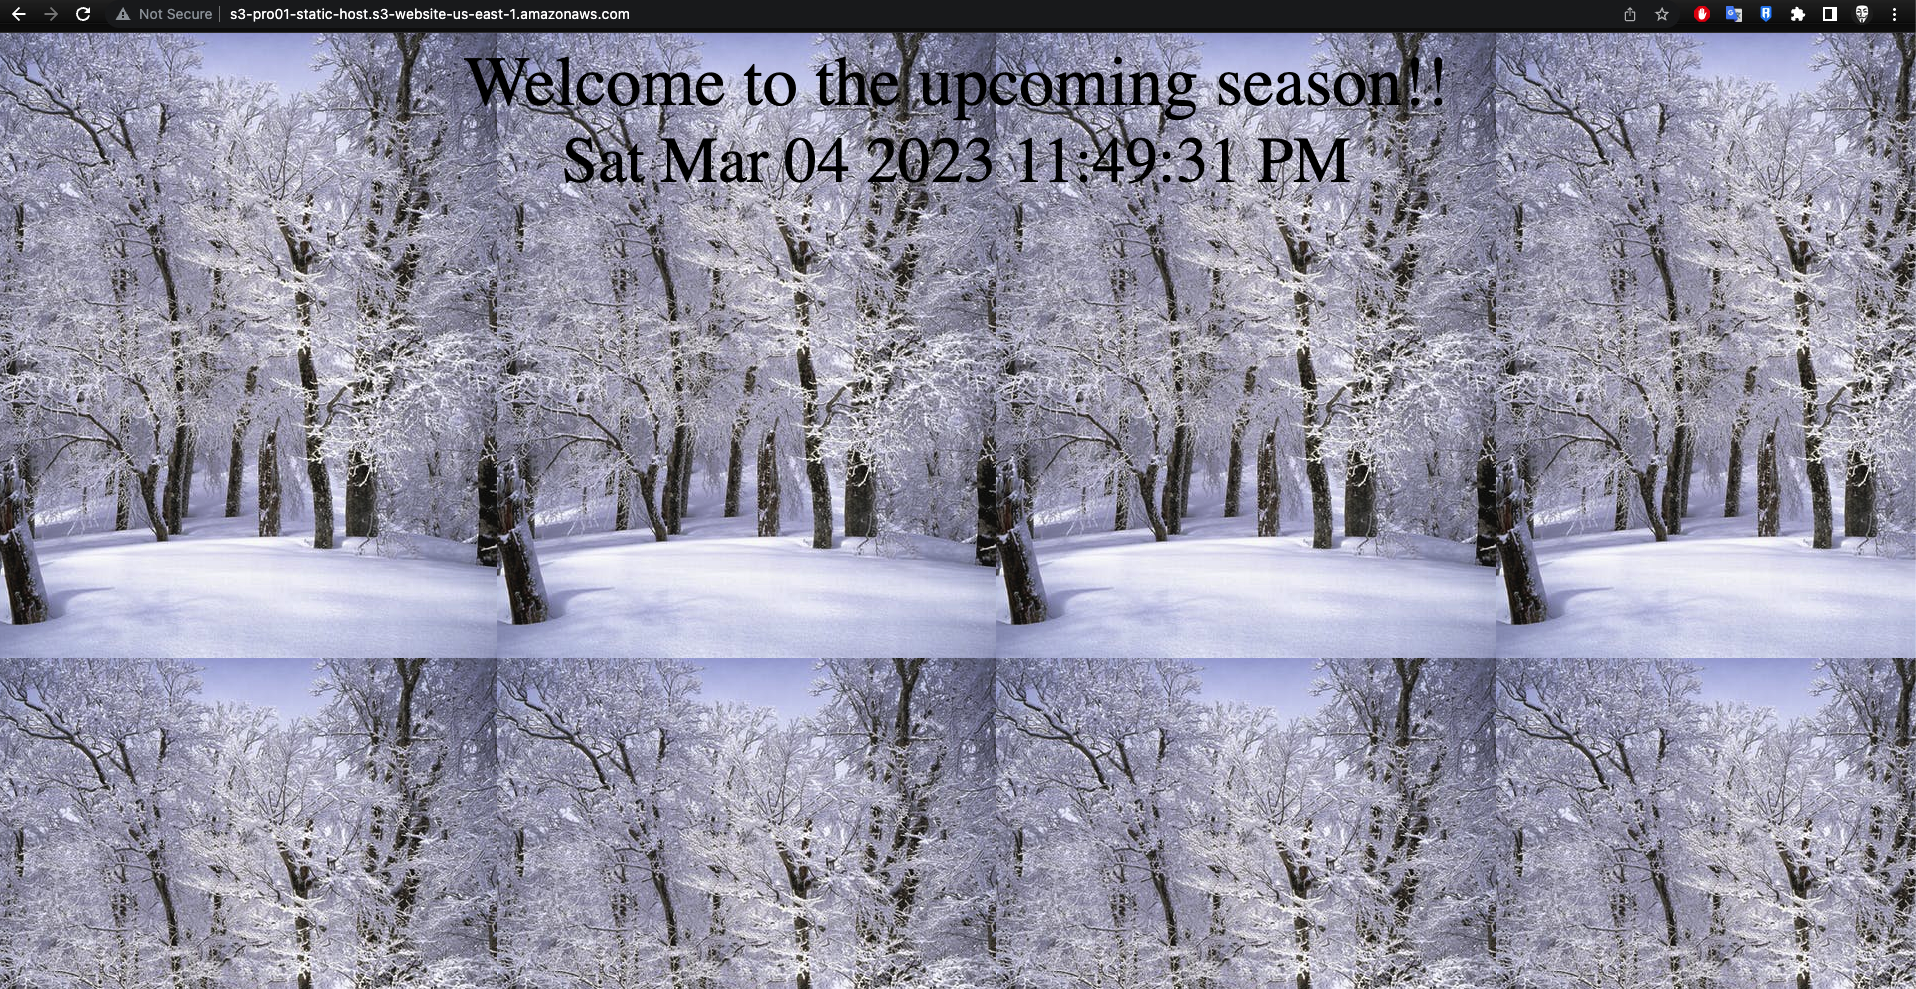 Not Secure
s3-pro01-static-host.s3-website-us-east-1.amazonaws.com
Welcome to the upcoming season!!
Sat Mar 04 2023 11:49:31 PM